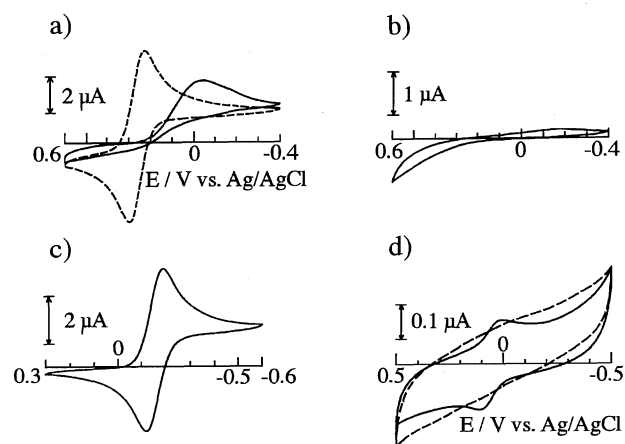 a)
2 µA
0.6
0
-0.4
E / V vs. Ag/AgCl
b)
1 µA
0.6
0
-0.4
c)
2 µA
0
0.3
-0.5
-0.6
d)
0.1 µA
0
0.5
-0.5
E / V vs. Ag/AgCl